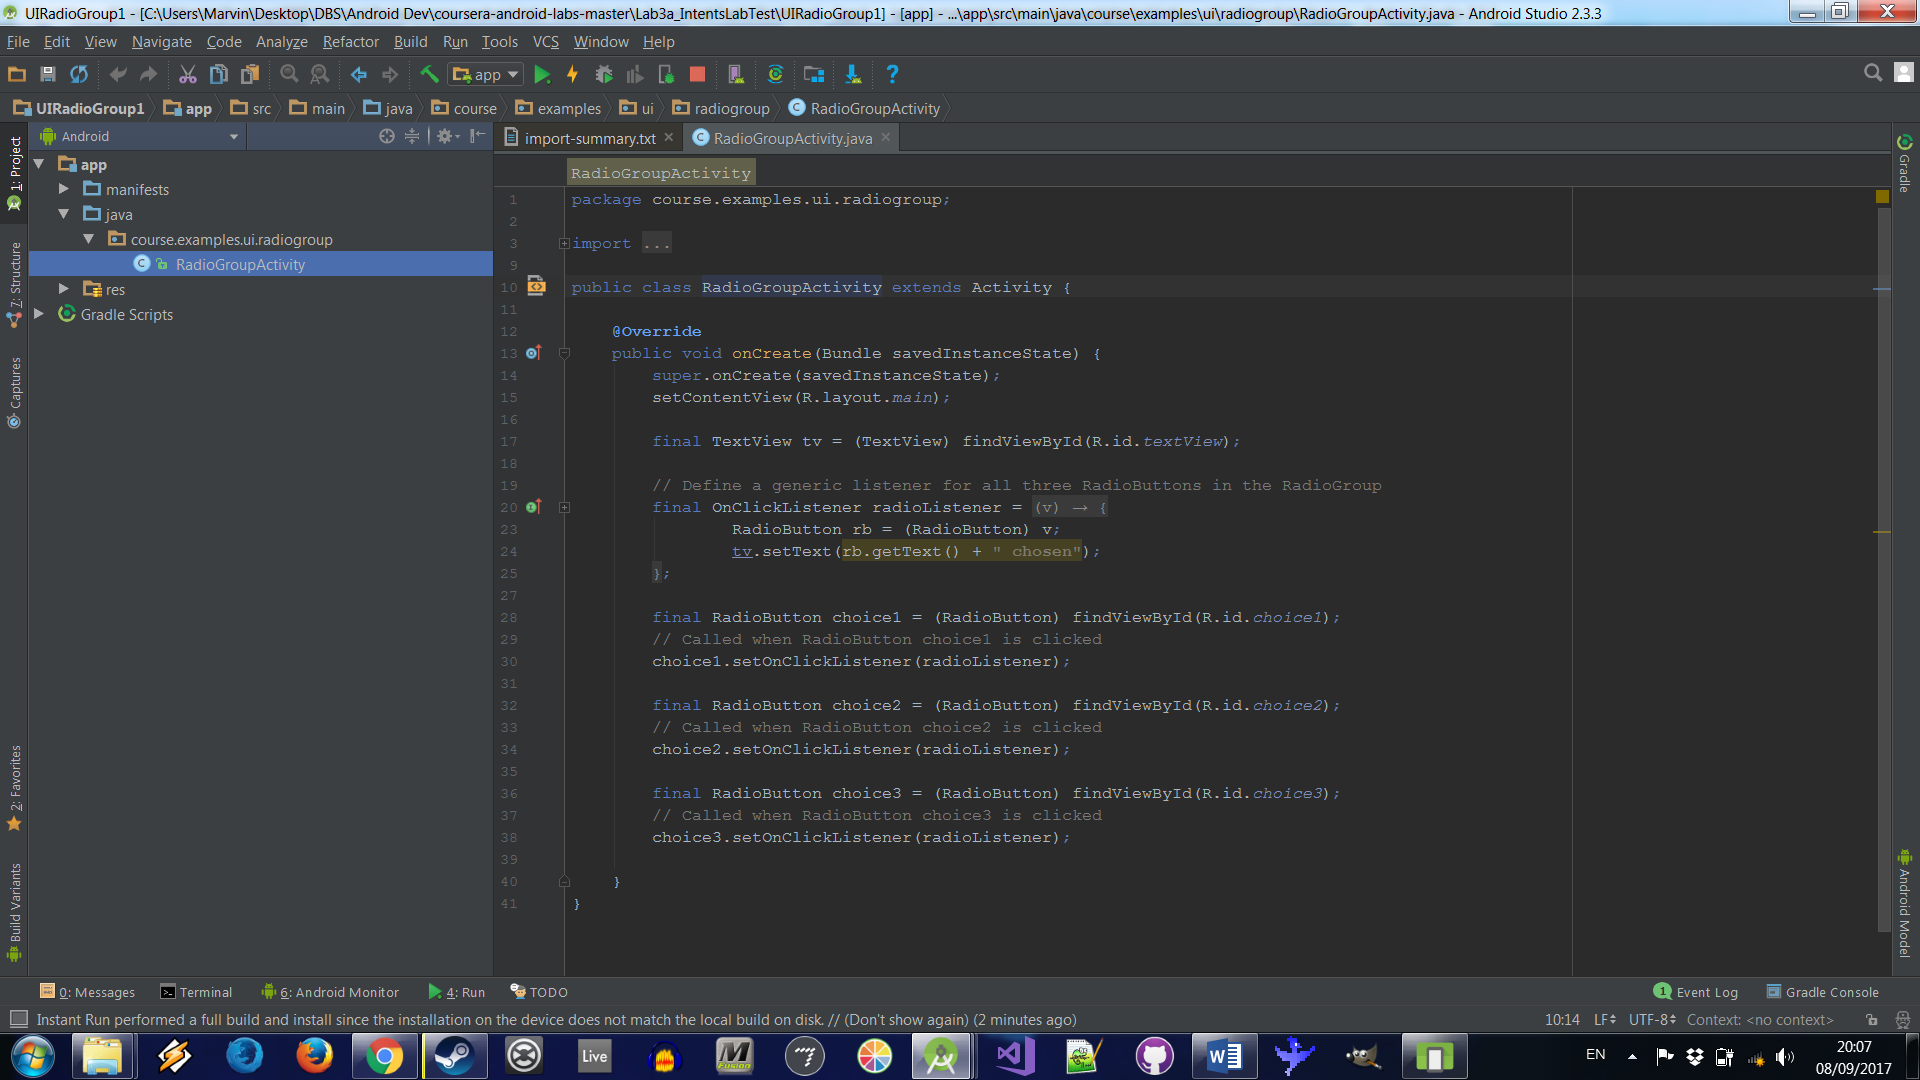 UIRadioGroup1 - [C:\Users\Marvin\Desktop\DBS\Android Dev\coursera-android-labs-master\Lab3a_IntentsLabTest\UIRadioGroup1] - [app] - ...\app\src\main\java\course\examples\ui\radiogroup\RadioGroupActivity.java - Android Studio 2.3.3
File Edit View Navigate Code Analyze Refactor Build Run Tools VCS Window Help
app
UIRadioGroup1 app src main java course examples ui radiogroup RadioGroupActivity
Android
import-summary.txt RadioGroupActivity.java
1: Project
7: Structure
Captures
2: Favorites
Build Variants
app
manifests
java
course.examples.ui.radiogroup
RadioGroupActivity
res
Gradle Scripts
RadioGroupActivity
1 package course.examples.ui.radiogroup;
2
3 import ...
9
10 public class RadioGroupActivity extends Activity {
11
12 @Override
13 public void onCreate(Bundle savedInstanceState) {
14 super.onCreate(savedInstanceState);
15 setContentView(R.layout.main);
16
17 final TextView tv = (TextView) findViewById(R.id.textView);
18
19 // Define a generic listener for all three RadioButtons in the RadioGroup
20 final OnClickListener radioListener = (v) → {
23 RadioButton rb = (RadioButton) v;
24 tv.setText(rb.getText() + " chosen");
25 };
27
28 final RadioButton choice1 = (RadioButton) findViewById(R.id.choice1);
29 // Called when RadioButton choice1 is clicked
30 choice1.setOnClickListener(radioListener);
31
32 final RadioButton choice2 = (RadioButton) findViewById(R.id.choice2);
33 // Called when RadioButton choice2 is clicked
34 choice2.setOnClickListener(radioListener);
35
36 final RadioButton choice3 = (RadioButton) findViewById(R.id.choice3);
37 // Called when RadioButton choice3 is clicked
38 choice3.setOnClickListener(radioListener);
39
40 }
41 }
Gradle
Android Model
0: Messages Terminal 6: Android Monitor 4: Run TODO 1 Event Log Gradle Console
Instant Run performed a full build and install since the installation on the device does not match the local build on disk. // (Don't show again) (2 minutes ago) 10:14 LF UTF-8 Context: <no context>
Live
EN
20:07
08/09/2017